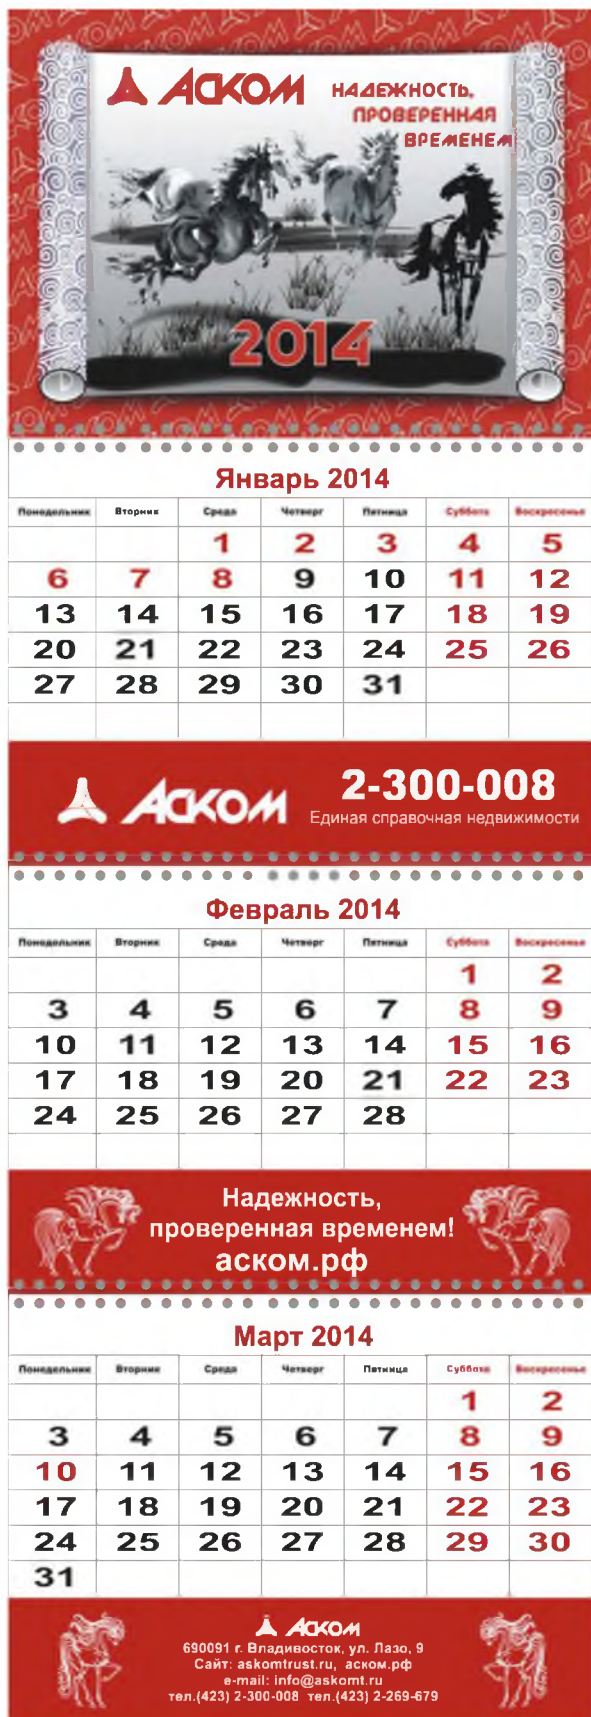 АСКОМ НАДЕЖНОСТЬ,
ПРОВЕРЕННАЯ
ВРЕМЕНЕМ
2014
Январь 2014
Понедельник Вторник Среда Четверг Пятница Суббота Воскресенье
1 2 3 4 5
6 7 8 9 10 11 12
13 14 15 16 17 18 19
20 21 22 23 24 25 26
27 28 29 30 31
АСКОМ 2-300-008
Единая справочная недвижимости
Февраль 2014
Понедельник Вторник Среда Четверг Пятница Суббота Воскресенье
1 2
3 4 5 6 7 8 9
10 11 12 13 14 15 16
17 18 19 20 21 22 23
24 25 26 27 28
Надежность,
проверенная временем!
аском.рф
Март 2014
Понедельник Вторник Среда Четверг Пятница Суббота Воскресенье
1 2
3 4 5 6 7 8 9
10 11 12 13 14 15 16
17 18 19 20 21 22 23
24 25 26 27 28 29 30
31
АСКОМ
690091 г. Владивосток, ул. Лазо, 9
Сайт: askomtrust.ru, аском.рф
e-mail: info@askomt.ru
тел.(423) 2-300-008 тел.(423) 2-269-679